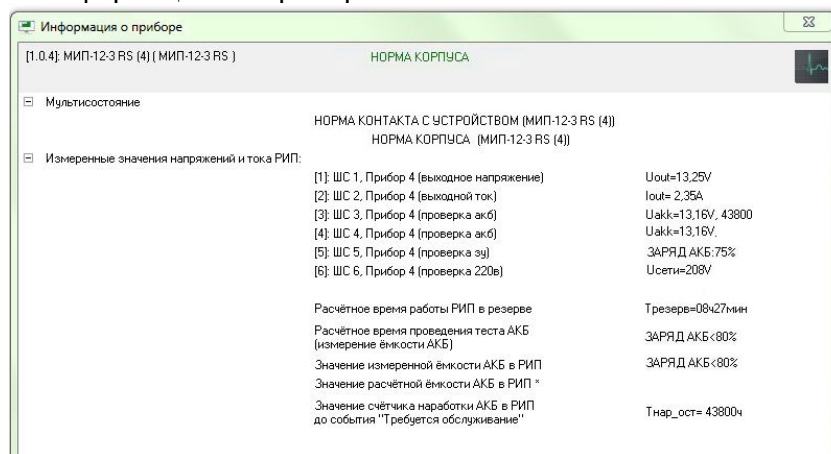 Информация о приборе
[1.0.4]: МИП-12-3 RS (4) ( МИП-12-3 RS ) НОРМА КОРПУСА
Мультисостояние
НОРМА КОНТАКТА С УСТРОЙСТВОМ (МИП-12-3 RS (4))
НОРМА КОРПУСА (МИП-12-3 RS (4))
Измеренные значения напряжений и тока РИП:
[1]: ШС 1, Прибор 4 (выходное напряжение) Uout=13,25V
[2]: ШС 2, Прибор 4 (выходной ток) Iout= 2,35A
[3]: ШС 3, Прибор 4 (проверка акб) Uakk=13,16V, 43800
[4]: ШС 4, Прибор 4 (проверка акб) Uakk=13,16V,
[5]: ШС 5, Прибор 4 (проверка зу) ЗАРЯД АКБ:75%
[6]: ШС 6, Прибор 4 (проверка 220в) Uсети=208V
Расчётное время работы РИП в резерве Tрезерв=08ч27мин
Расчётное время проведения теста АКБ
(измерение ёмкости АКБ) ЗАРЯД АКБ<80%
Значение измеренной ёмкости АКБ в РИП ЗАРЯД АКБ<80%
Значение расчётной ёмкости АКБ в РИП *
Значение счётчика наработки АКБ в РИП
до события "Требуется обслуживание" Tнар_ост= 43800ч